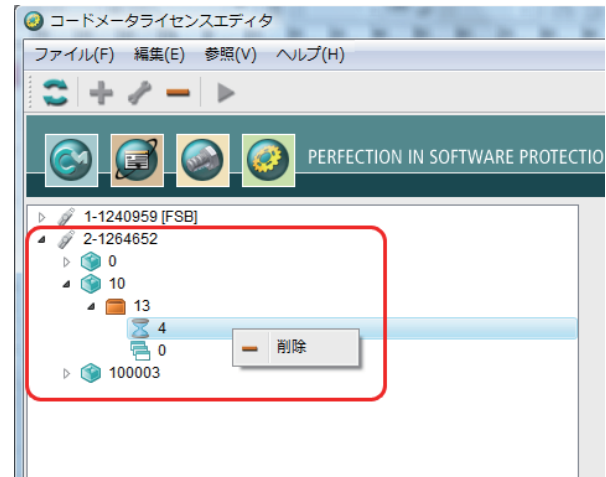 コードメータライセンスエディタ
ファイル(F) 編集(E) 参照(V) ヘルプ(H)
PERFECTION IN SOFTWARE PROTECTIO
1-1240959 [FSB]
2-1264652
0
10
13
4
0
削除
100003